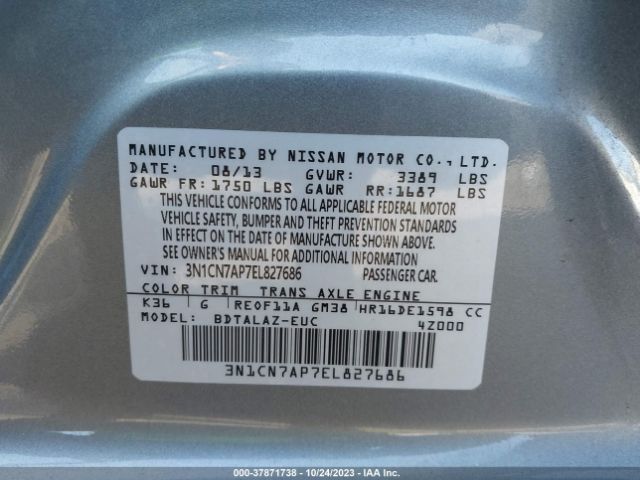 MANUFACTURED BY NISSAN MOTOR CO., LTD.
DATE: 08/13 GVWR: 3389 LBS
GAWR FR: 1750 LBS GAWR RR: 1687 LBS
THIS VEHICLE CONFORMS TO ALL APPLICABLE FEDERAL MOTOR
VEHICLE SAFETY, BUMPER AND THEFT PREVENTION STANDARDS
IN EFFECT ON THE DATE OF MANUFACTURE SHOWN ABOVE.
SEE OWNER'S MANUAL FOR ADDITIONAL INFORMATION
VIN: 3N1CN7AP7EL827686 PASSENGER CAR.
COLOR TRIM TRANS AXLE ENGINE
K36 G RE0F11A GM38 HR16DE1598 CC
MODEL: BDTALAZ-EUC 4Z000
3N1CN7AP7EL827686
000-37871738 - 10/24/2023 - IAA Inc.